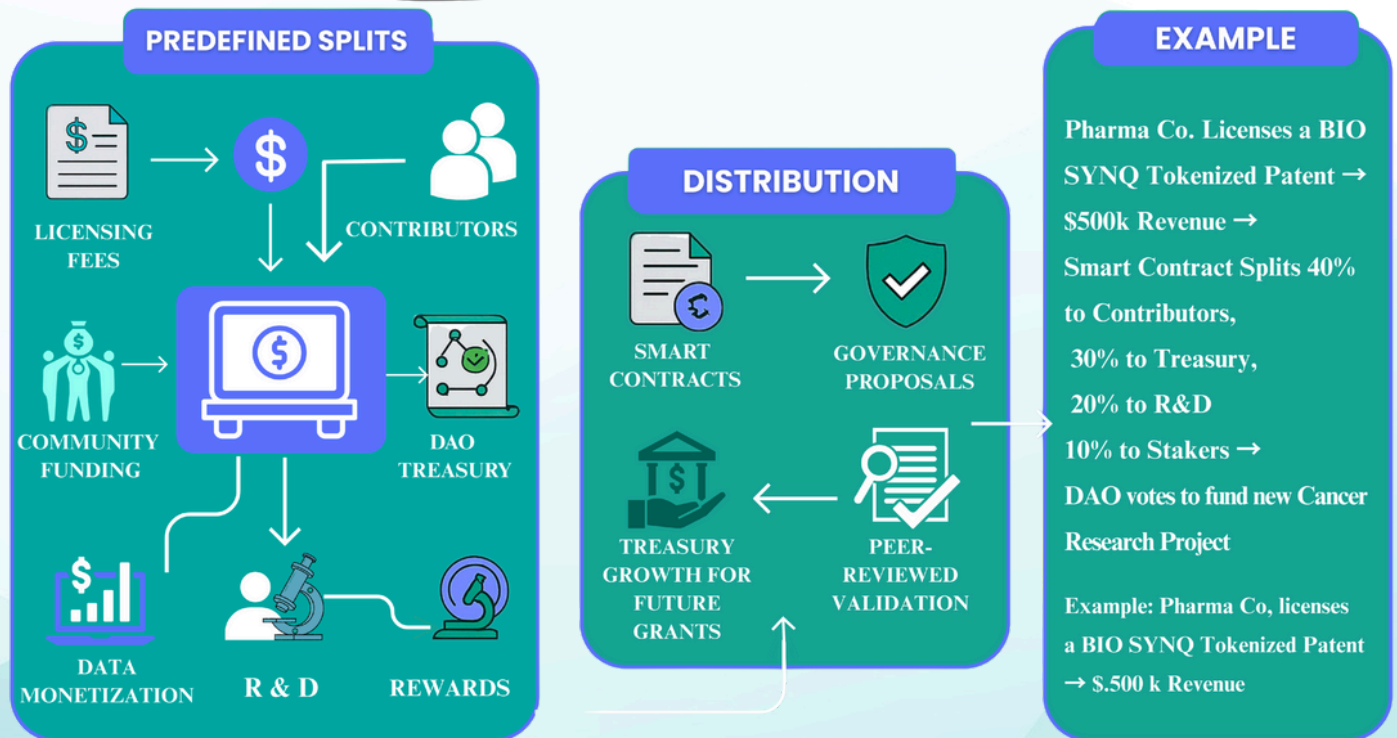 PREDEFINED SPLITS
LICENSING
FEES
CONTRIBUTORS
COMMUNITY
FUNDING
DAO
TREASURY
DATA
MONETIZATION
R & D
REWARDS
DISTRIBUTION
SMART
CONTRACTS
GOVERNANCE
PROPOSALS
TREASURY
GROWTH FOR
FUTURE
GRANTS
PEER-
REVIEWED
VALIDATION
EXAMPLE
Pharma Co. Licenses a BIO
SYNQ Tokenized Patent →
$500k Revenue →
Smart Contract Splits 40%
to Contributors,
30% to Treasury,
20% to R&D
10% to Stakers →
DAO votes to fund new Cancer
Research Project
Example: Pharma Co, licenses
a BIO SYNQ Tokenized Patent
→ $.500 k Revenue